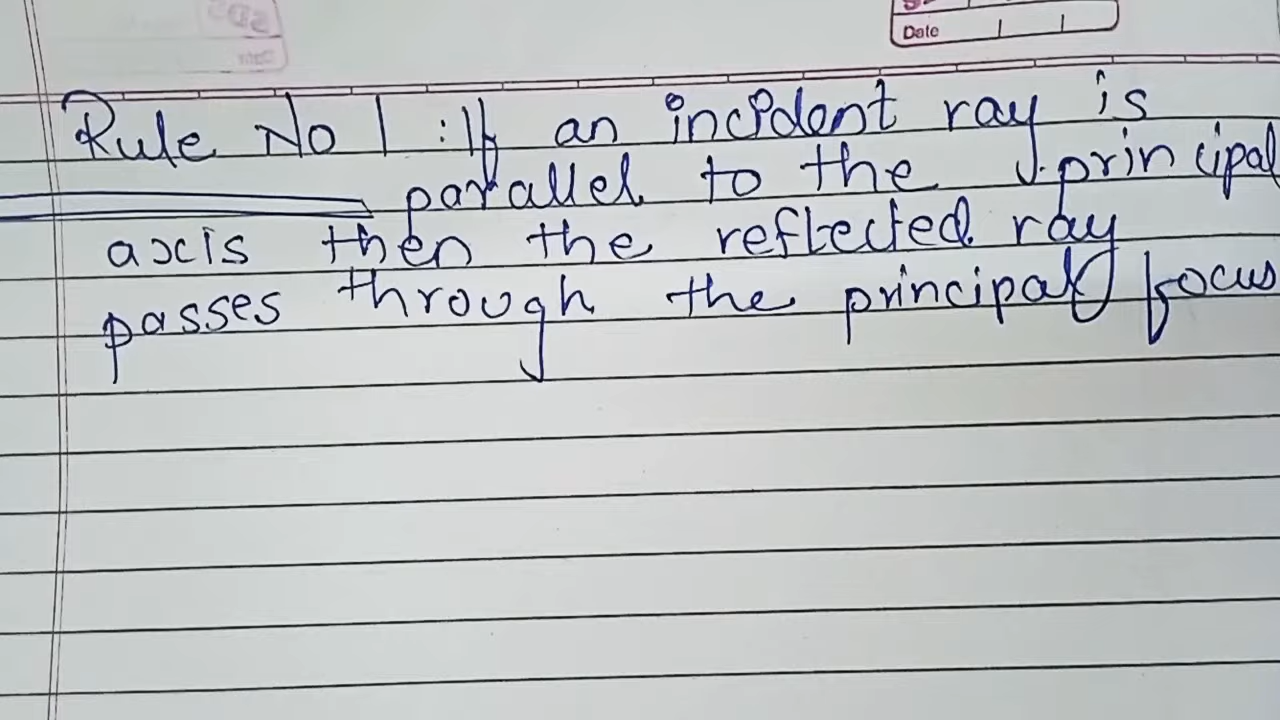 Date
Rule No 1 : If an incident ray is
parallel to the principal
axis then the reflected ray
passes through the principal focus